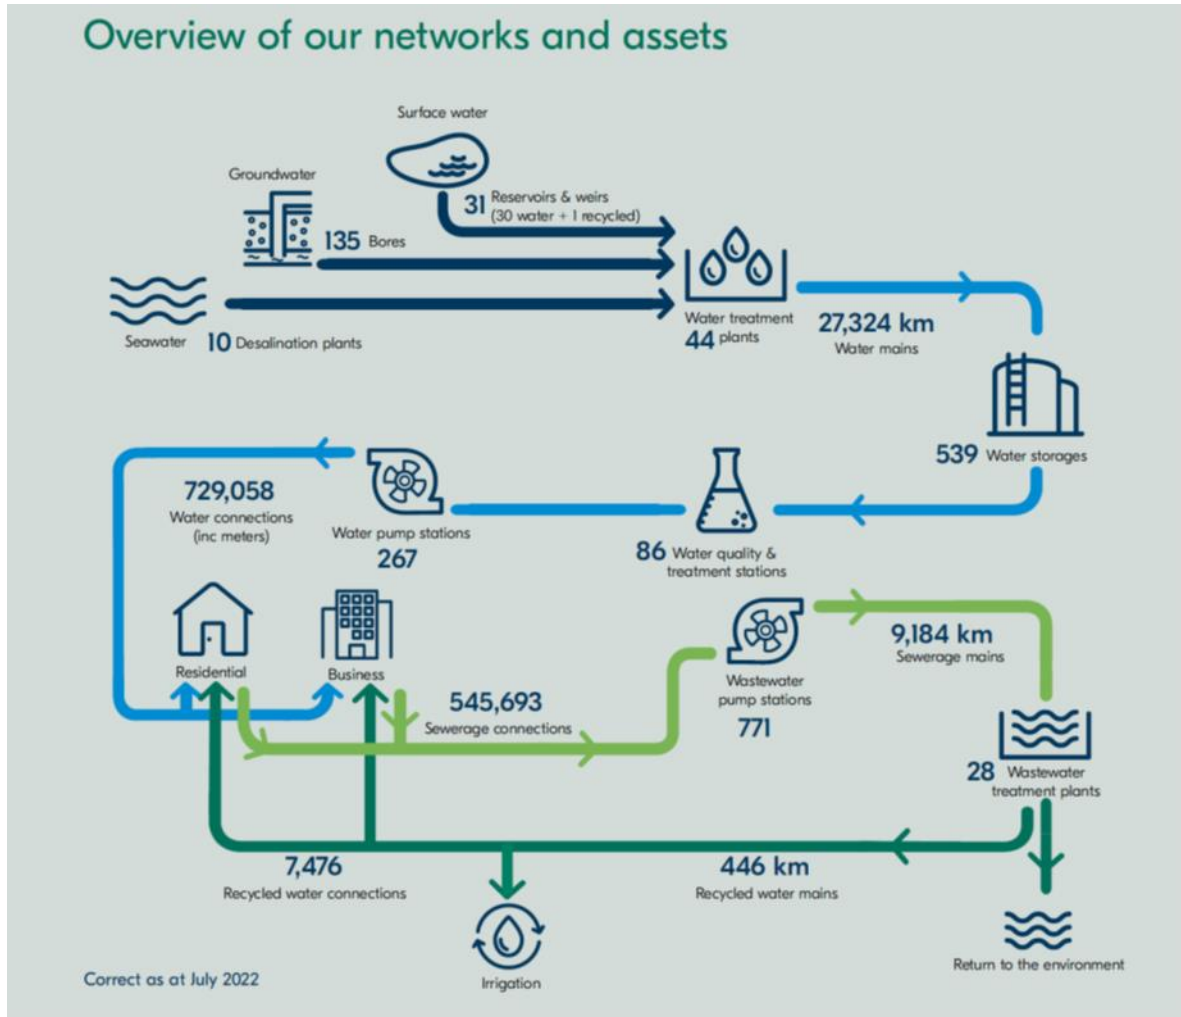 Overview of our networks and assets
Surface water
Groundwater
31 Reservoirs & weirs
(30 water + 1 recycled)
135 Bores
Seawater
10 Desalination plants
Water treatment
44 plants
27,324 km
Water mains
539 Water storages
729,058
Water connections
(inc meters)
Water pump stations
267
86 Water quality &
treatment stations
Residential
Business
545,693
Sewerage connections
Wastewater
pump stations
771
9,184 km
Sewerage mains
28 Wastewater
treatment plants
7,476
Recycled water connections
446 km
Recycled water mains
Irrigation
Return to the environment
Correct as at July 2022